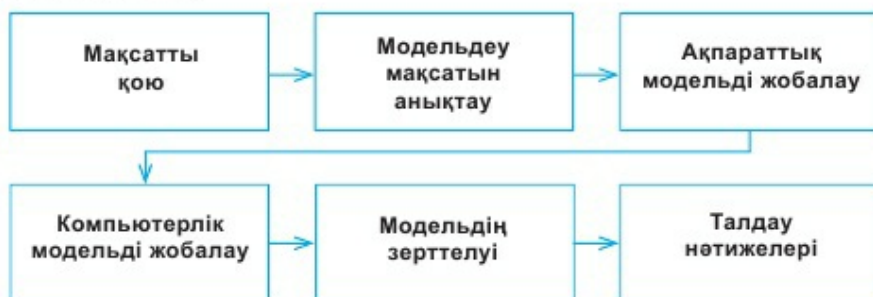 Мақсатты
қою
Модельдеу
мақсатын
анықтау
Ақпараттық
модельді жобалау
Компьютерлік
модельді жобалау
Модельдің
зерттелуі
Талдау
нәтижелері